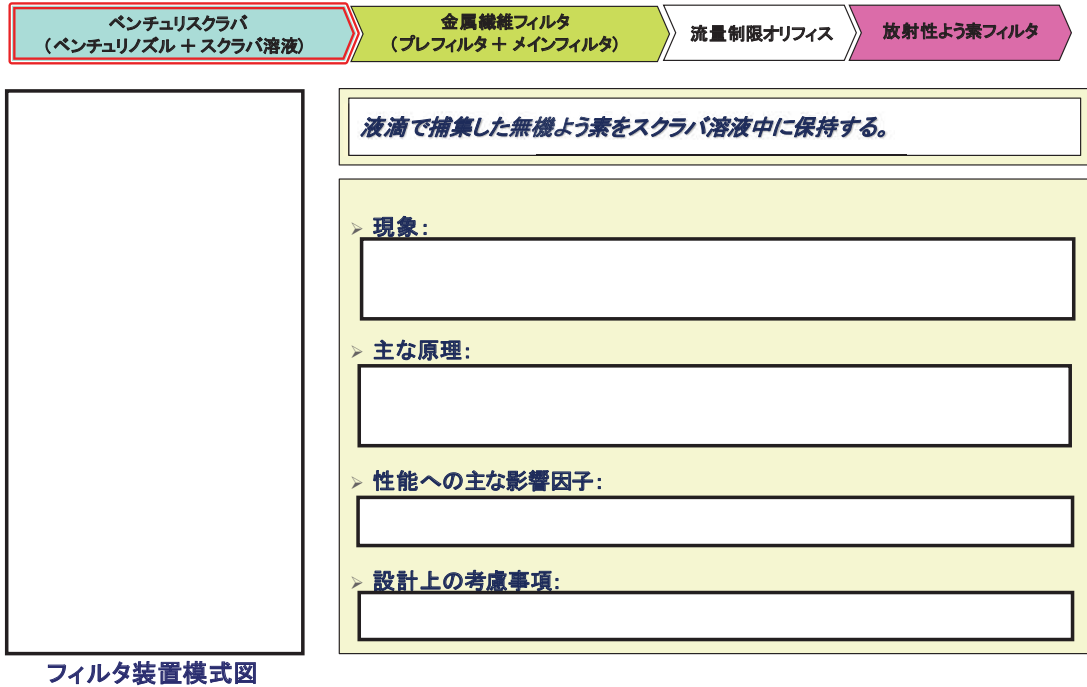 ベンチュリスクラバ
（ベンチュリノズル ＋ スクラバ溶液）
金属繊維フィルタ
（プレフィルタ＋ メインフィルタ）
流量制限オリフィス
放射性よう素フィルタ
液滴で捕集した無機よう素をスクラバ溶液中に保持する。
➢ 現象：
➢ 主な原理：
➢ 性能への主な影響因子：
➢ 設計上の考慮事項：
フィルタ装置模式図